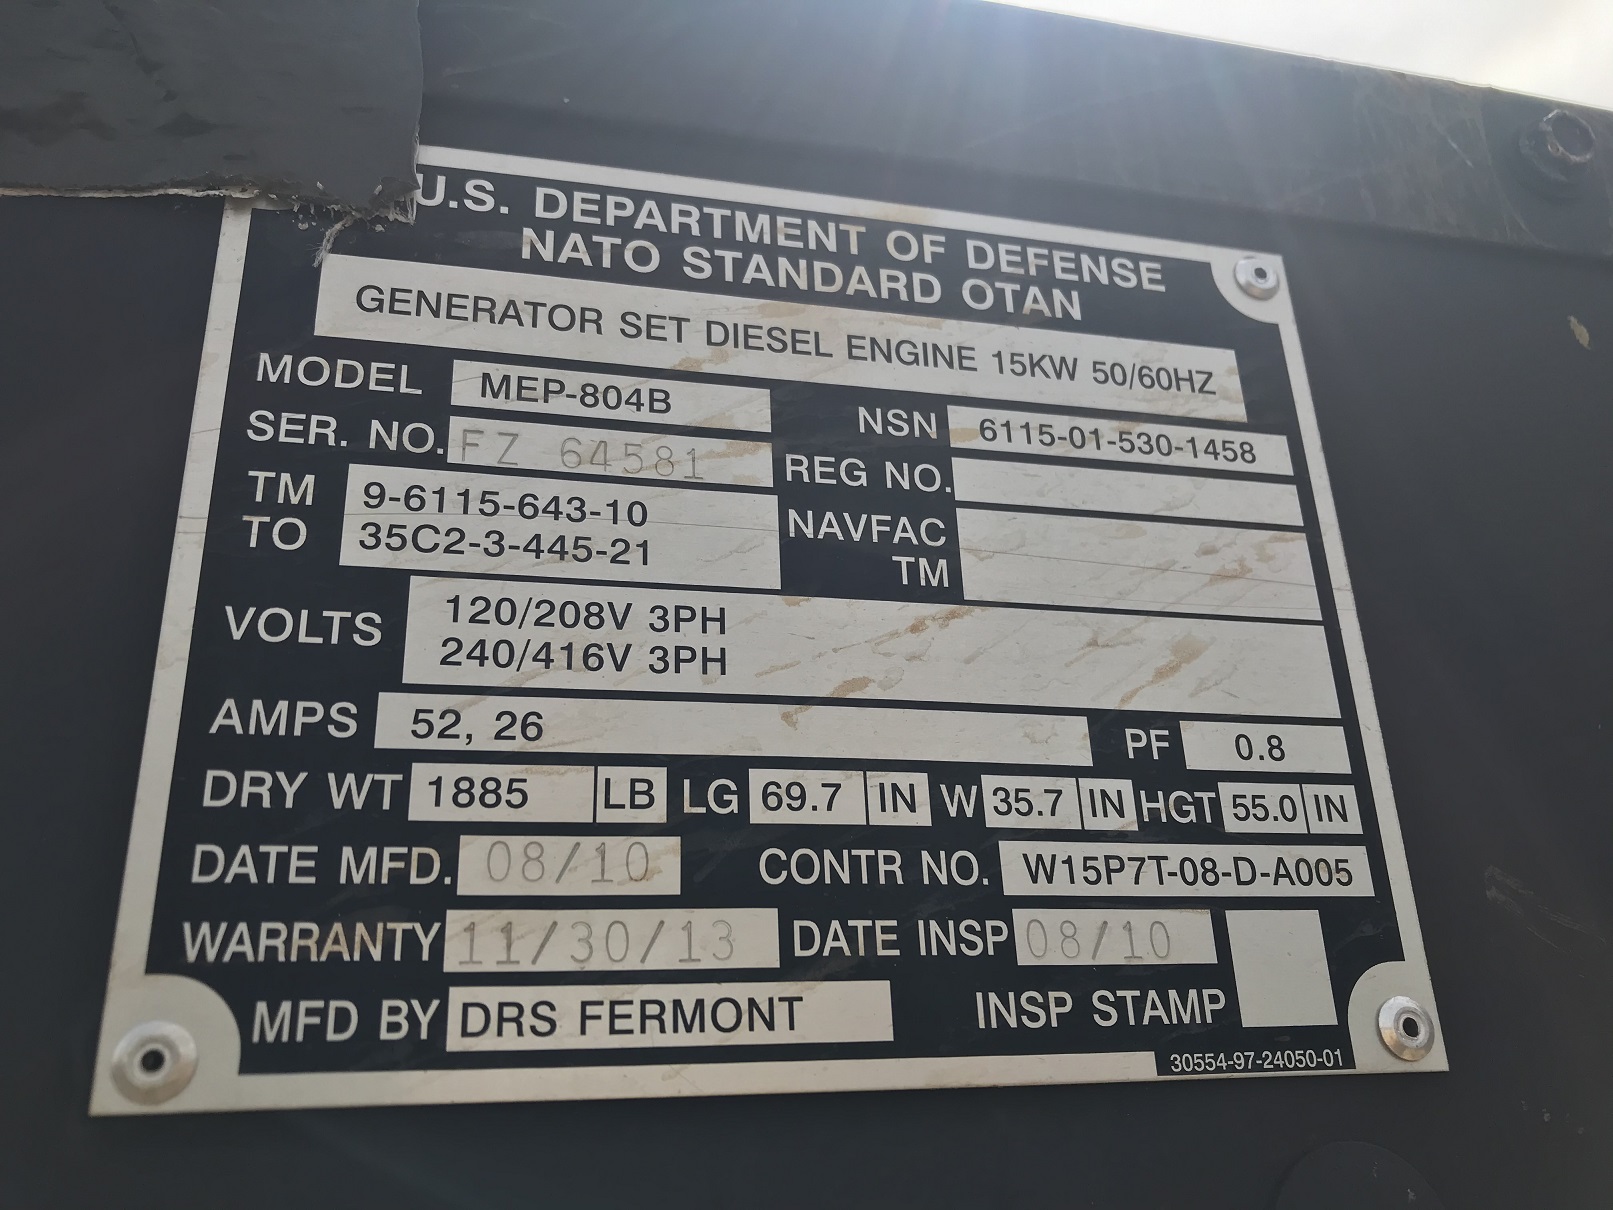 U.S. DEPARTMENT OF DEFENSE
NATO STANDARD OTAN
GENERATOR SET DIESEL ENGINE 15KW 50/60HZ
MODEL MEP-804B NSN 6115-01-530-1458
SER. NO. FZ 64581 REG NO.
TM 9-6115-643-10 NAVFAC
TO 35C2-3-445-21 TM
VOLTS 120/208V 3PH
240/416V 3PH
AMPS 52, 26 PF 0.8
DRY WT 1885 LB LG 69.7 IN W 35.7 IN HGT 55.0 IN
DATE MFD. 08/10 CONTR NO. W15P7T-08-D-A005
WARRANTY 11/30/13 DATE INSP 08/10
MFD BY DRS FERMONT INSP STAMP
30554-97-24050-01